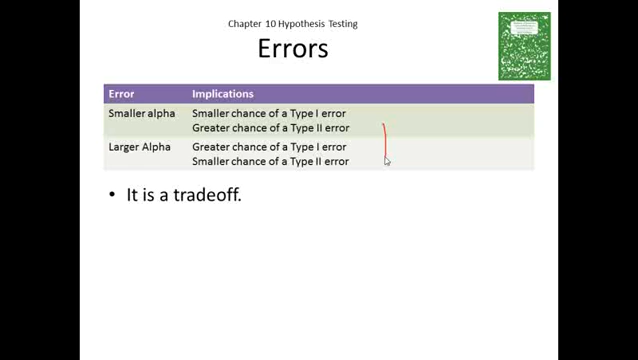 Chapter 10 Hypothesis Testing
Errors
Error Implications
Smaller alpha Smaller chance of a Type I error
Greater chance of a Type II error
Larger Alpha Greater chance of a Type I error
Smaller chance of a Type II error
• It is a tradeoff.